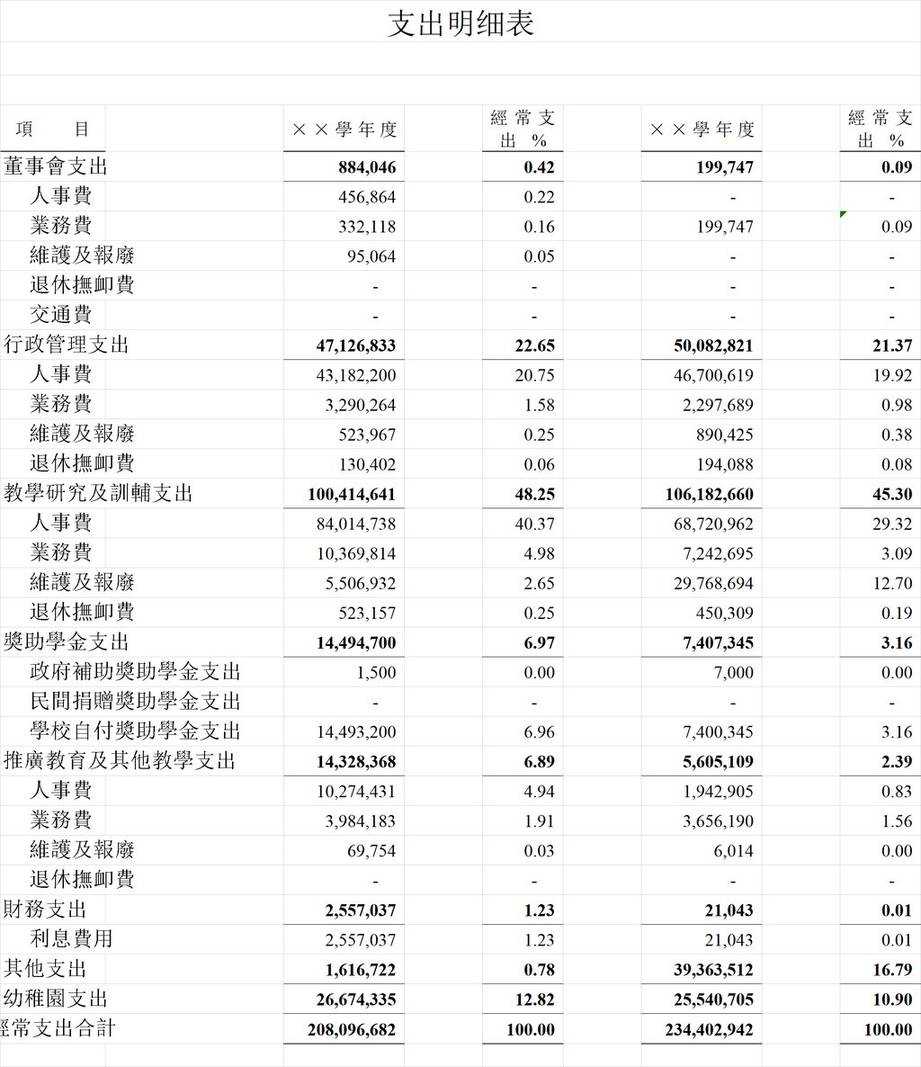 支出明细表
項 目 ××學年度 經常支出 % ××學年度 經常支出 %
董事會支出 884,046 0.42 199,747 0.09
人事費 456,864 0.22 - -
業務費 332,118 0.16 199,747 0.09
維護及報廢 95,064 0.05 - -
退休撫卹費 - - - -
交通費 - - - -
行政管理支出 47,126,833 22.65 50,082,821 21.37
人事費 43,182,200 20.75 46,700,619 19.92
業務費 3,290,264 1.58 2,297,689 0.98
維護及報廢 523,967 0.25 890,425 0.38
退休撫卹費 130,402 0.06 194,088 0.08
教學研究及訓輔支出 100,414,641 48.25 106,182,660 45.30
人事費 84,014,738 40.37 68,720,962 29.32
業務費 10,369,814 4.98 7,242,695 3.09
維護及報廢 5,506,932 2.65 29,768,694 12.70
退休撫卹費 523,157 0.25 450,309 0.19
獎助學金支出 14,494,700 6.97 7,407,345 3.16
政府補助獎助學金支出 1,500 0.00 7,000 0.00
民間捐贈獎助學金支出 - - - -
學校自付獎助學金支出 14,493,200 6.96 7,400,345 3.16
推廣教育及其他教學支出 14,328,368 6.89 5,605,109 2.39
人事費 10,274,431 4.94 1,942,905 0.83
業務費 3,984,183 1.91 3,656,190 1.56
維護及報廢 69,754 0.03 6,014 0.00
退休撫卹費 - - - -
財務支出 2,557,037 1.23 21,043 0.01
利息費用 2,557,037 1.23 21,043 0.01
其他支出 1,616,722 0.78 39,363,512 16.79
幼稚園支出 26,674,335 12.82 25,540,705 10.90
經常支出合計 208,096,682 100.00 234,402,942 100.00